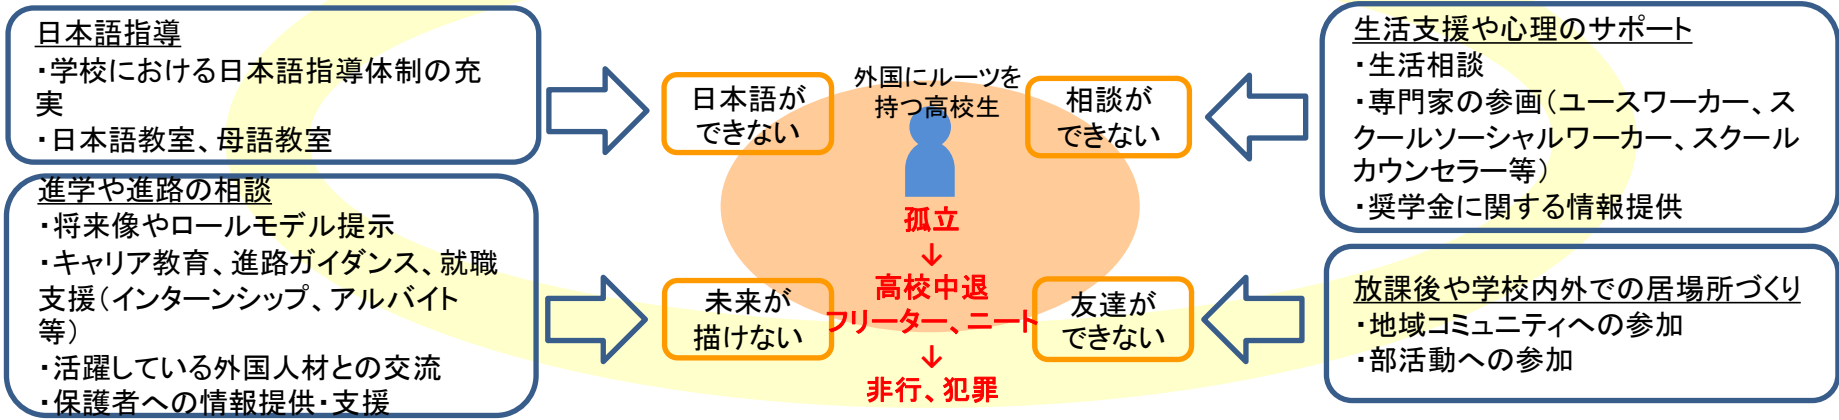 日本語指導
・学校における日本語指導体制の充
実
・日本語教室、母語教室
進学や進路の相談
・将来像やロールモデル提示
・キャリア教育、進路ガイダンス、就職
支援(インターンシップ、アルバイト
等)
・活躍している外国人材との交流
・保護者への情報提供・支援
日本語が
できない
未来が
描けない
外国にルーツを
持つ高校生
孤立
↓
高校中退
フリーター、ニート
↓
非行、犯罪
相談が
できない
友達が
できない
生活支援や心理のサポート
・生活相談
・専門家の参画(ユースワーカー、ス
クールソーシャルワーカー、スクール
カウンセラー等)
・奨学金に関する情報提供
放課後や学校内外での居場所づくり
・地域コミュニティへの参加
・部活動への参加